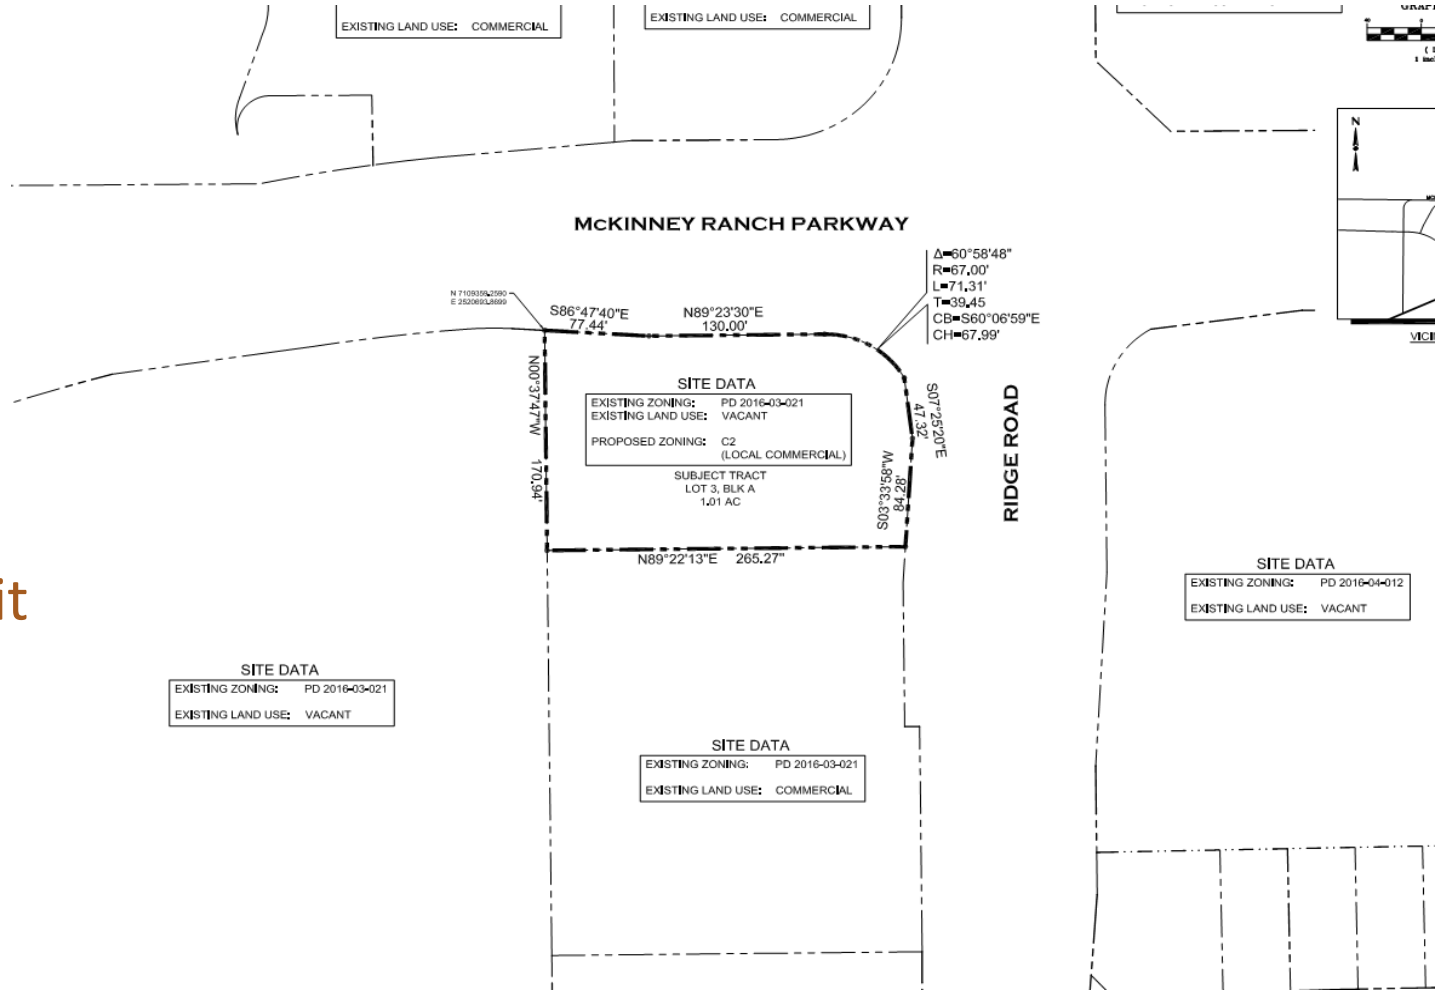 EXISTING LAND USE: COMMERCIAL
EXISTING LAND USE: COMMERCIAL
N
McKINNEY RANCH PARKWAY
Δ=60°58'48"
R=67.00'
L=71.31'
T=39.45
CB=S60°06'59"E
CH=67.99'
N 7109359.2590
S86°47'40"E
77.44'
N89°23'30"E
130.00'
N00°37'47"W 170.94'
SITE DATA
EXISTING ZONING: PD 2016-03-021
EXISTING LAND USE: VACANT
PROPOSED ZONING: C2
(LOCAL COMMERCIAL)
SUBJECT TRACT
LOT 3, BLK A
1.01 AC
S07°25'20"E
47.32'
S03°33'58"W
84.28'
RIDGE ROAD
N89°22'13"E 265.27"
SITE DATA
EXISTING ZONING: PD 2016-04-012
EXISTING LAND USE: VACANT
it
SITE DATA
EXISTING ZONING: PD 2016-03-021
EXISTING LAND USE: VACANT
SITE DATA
EXISTING ZONING: PD 2016-03-021
EXISTING LAND USE: COMMERCIAL